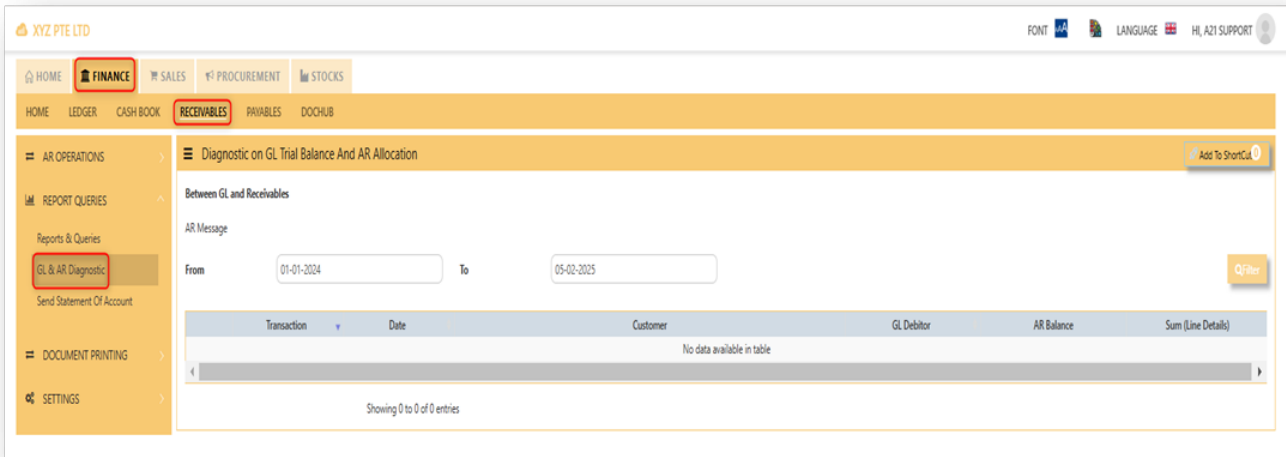 XYZ PTE LTD
FONT AA LANGUAGE HI, A21 SUPPORT
HOME FINANCE SALES PROCUREMENT STOCKS
HOME LEDGER CASH BOOK RECEIVABLES PAYABLES DOCHUB
AR OPERATIONS
REPORT QUERIES
Reports & Queries
GL & AR Diagnostic
Send Statement Of Account
DOCUMENT PRINTING
SETTINGS
Diagnostic on GL Trial Balance And AR Allocation
Add To ShortCut 0
Between GL and Receivables
AR Message
From 01-01-2024 To 05-02-2025
Filter
Transaction Date Customer GL Debitor AR Balance Sum (Line Details)
No data available in table
Showing 0 to 0 of 0 entries